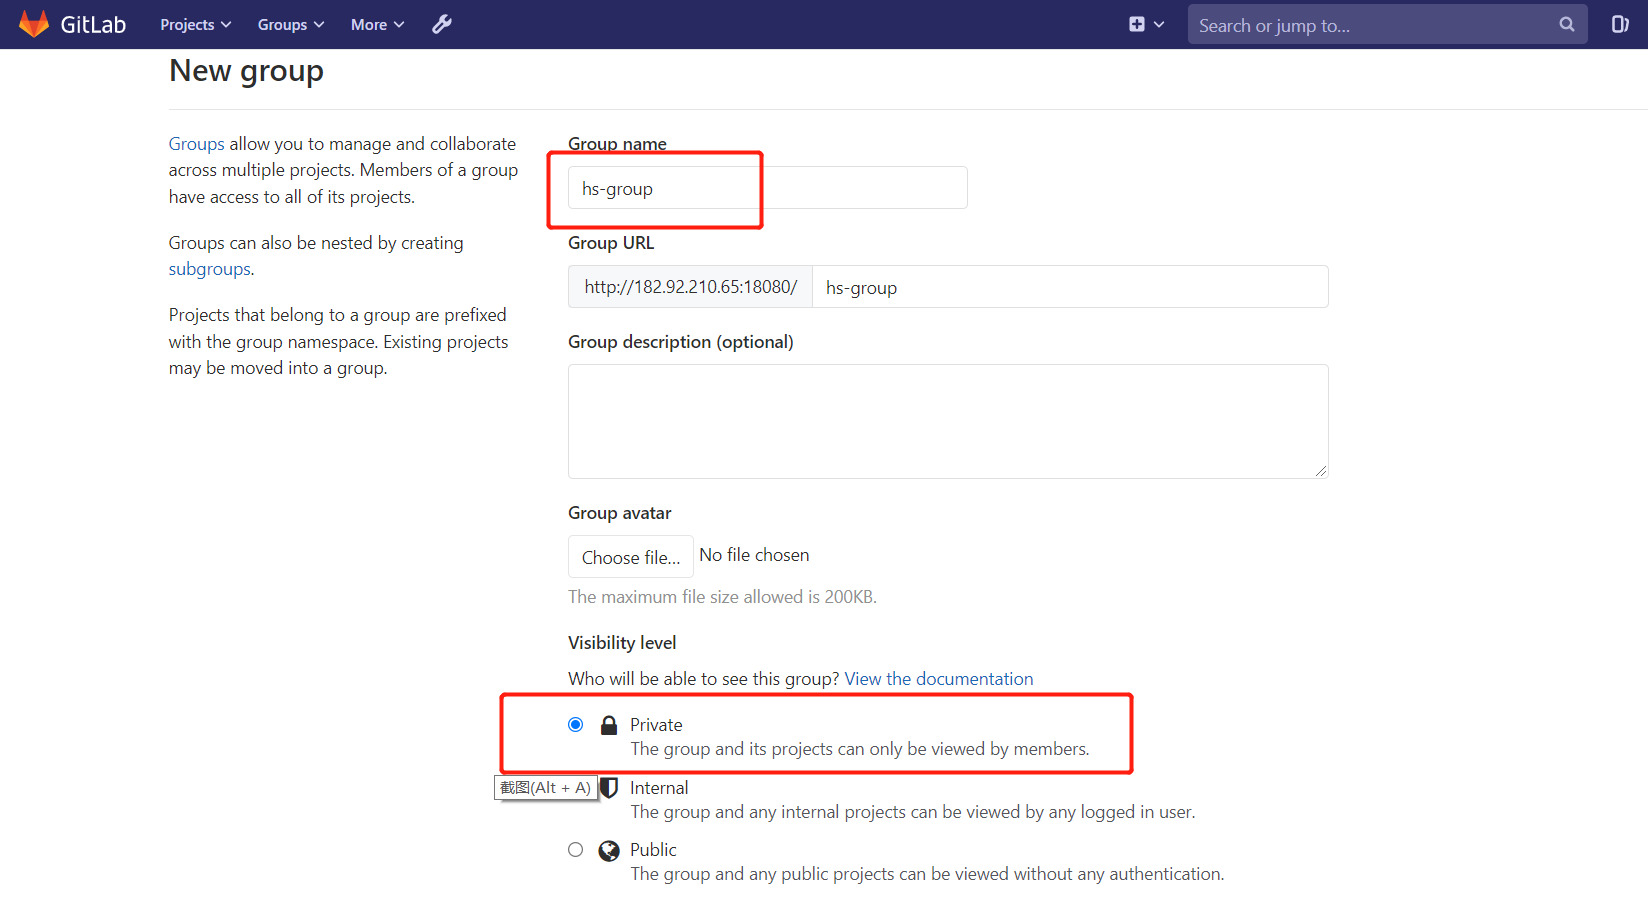 GitLab Projects Groups More Search or jump to...
New group
Groups allow you to manage and collaborate
across multiple projects. Members of a group
have access to all of its projects.
Groups can also be nested by creating
subgroups.
Projects that belong to a group are prefixed
with the group namespace. Existing projects
may be moved into a group.
Group name
hs-group
Group URL
http://182.92.210.65:18080/ hs-group
Group description (optional)
Group avatar
Choose file... No file chosen
The maximum file size allowed is 200KB.
Visibility level
Who will be able to see this group? View the documentation
Private
The group and its projects can only be viewed by members.
截图(Alt + A) Internal
The group and any internal projects can be viewed by any logged in user.
Public
The group and any public projects can be viewed without any authentication.